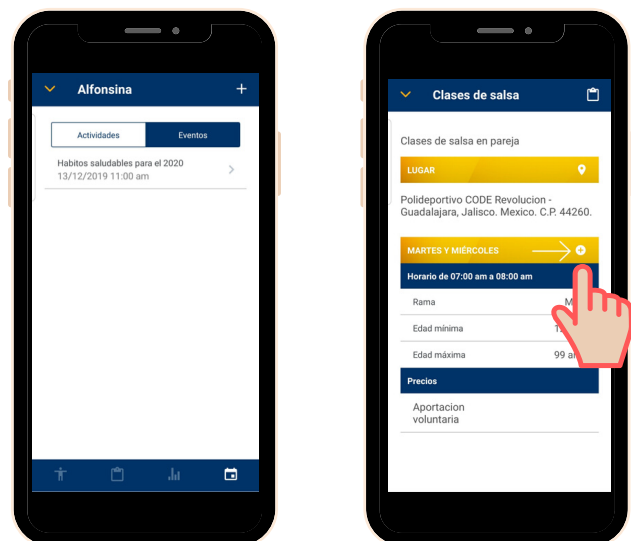 Alfonsina
Actividades
Eventos
Habitos saludables para el 2020
13/12/2019 11:00 am
Clases de salsa
Clases de salsa en pareja
LUGAR
Polideportivo CODE Revolucion -
Guadalajara, Jalisco. Mexico. C.P. 44260.
MARTES Y MIÉRCOLES
Horario de 07:00 am a 08:00 am
Rama
Edad mínima
Edad máxima
99
Precios
Aportacion
voluntaria